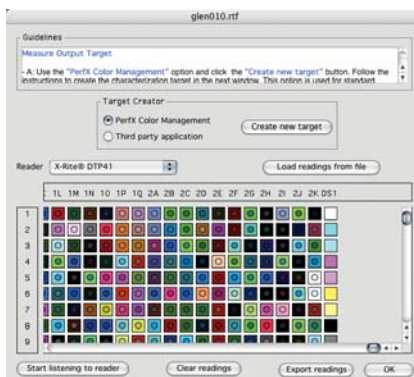 glen010.rtf
Guidelines
Measure Output Target
- A: Use the "PerfX Color Management" option and click the "Create new target" button. Follow the
instructions to create the characterization target in the next window. This option is used for standard
Target Creator
PerfX Color Management
Third party application
Create new target
Reader
X-Rite® DTP41
Load readings from file
1L 1M 1N 1O 1P 1Q 2A 2B 2C 2D 2E 2F 2G 2H 2I 2J 2K DS1
1
2
3
4
5
6
7
8
9
Start listening to reader
Clear readings
Export readings
OK